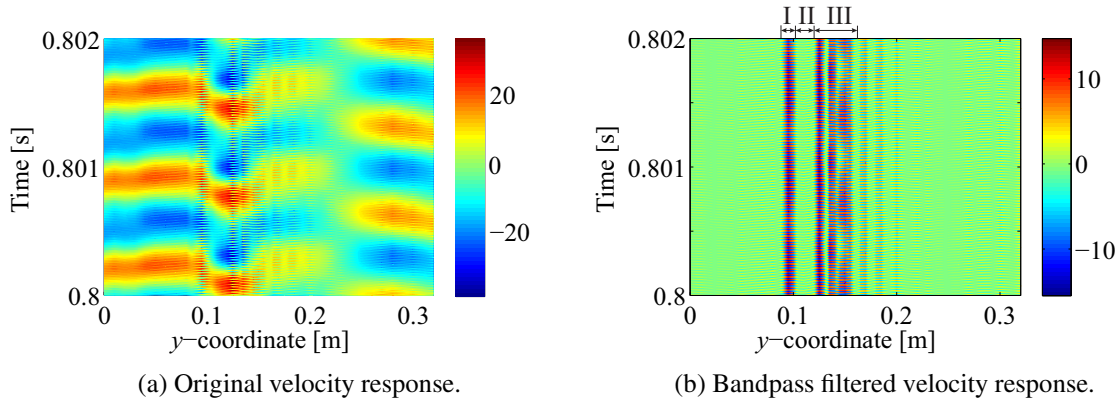 I II III
0.802
0.801
0.8
Time [s]
0 0.1 0.2 0.3
y−coordinate [m]
20
0
−20
0.802
0.801
0.8
Time [s]
0 0.1 0.2 0.3
y−coordinate [m]
10
0
−10
(a) Original velocity response.
(b) Bandpass filtered velocity response.